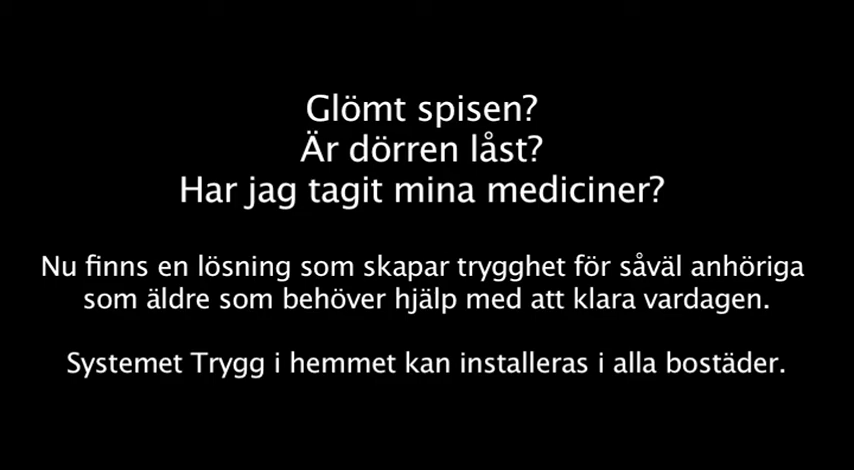 Glömt spisen?
Är dörren låst?
Har jag tagit mina mediciner?
Nu finns en lösning som skapar trygghet för såväl anhöriga
som äldre som behöver hjälp med att klara vardagen.
Systemet Trygg i hemmet kan installeras i alla bostäder.